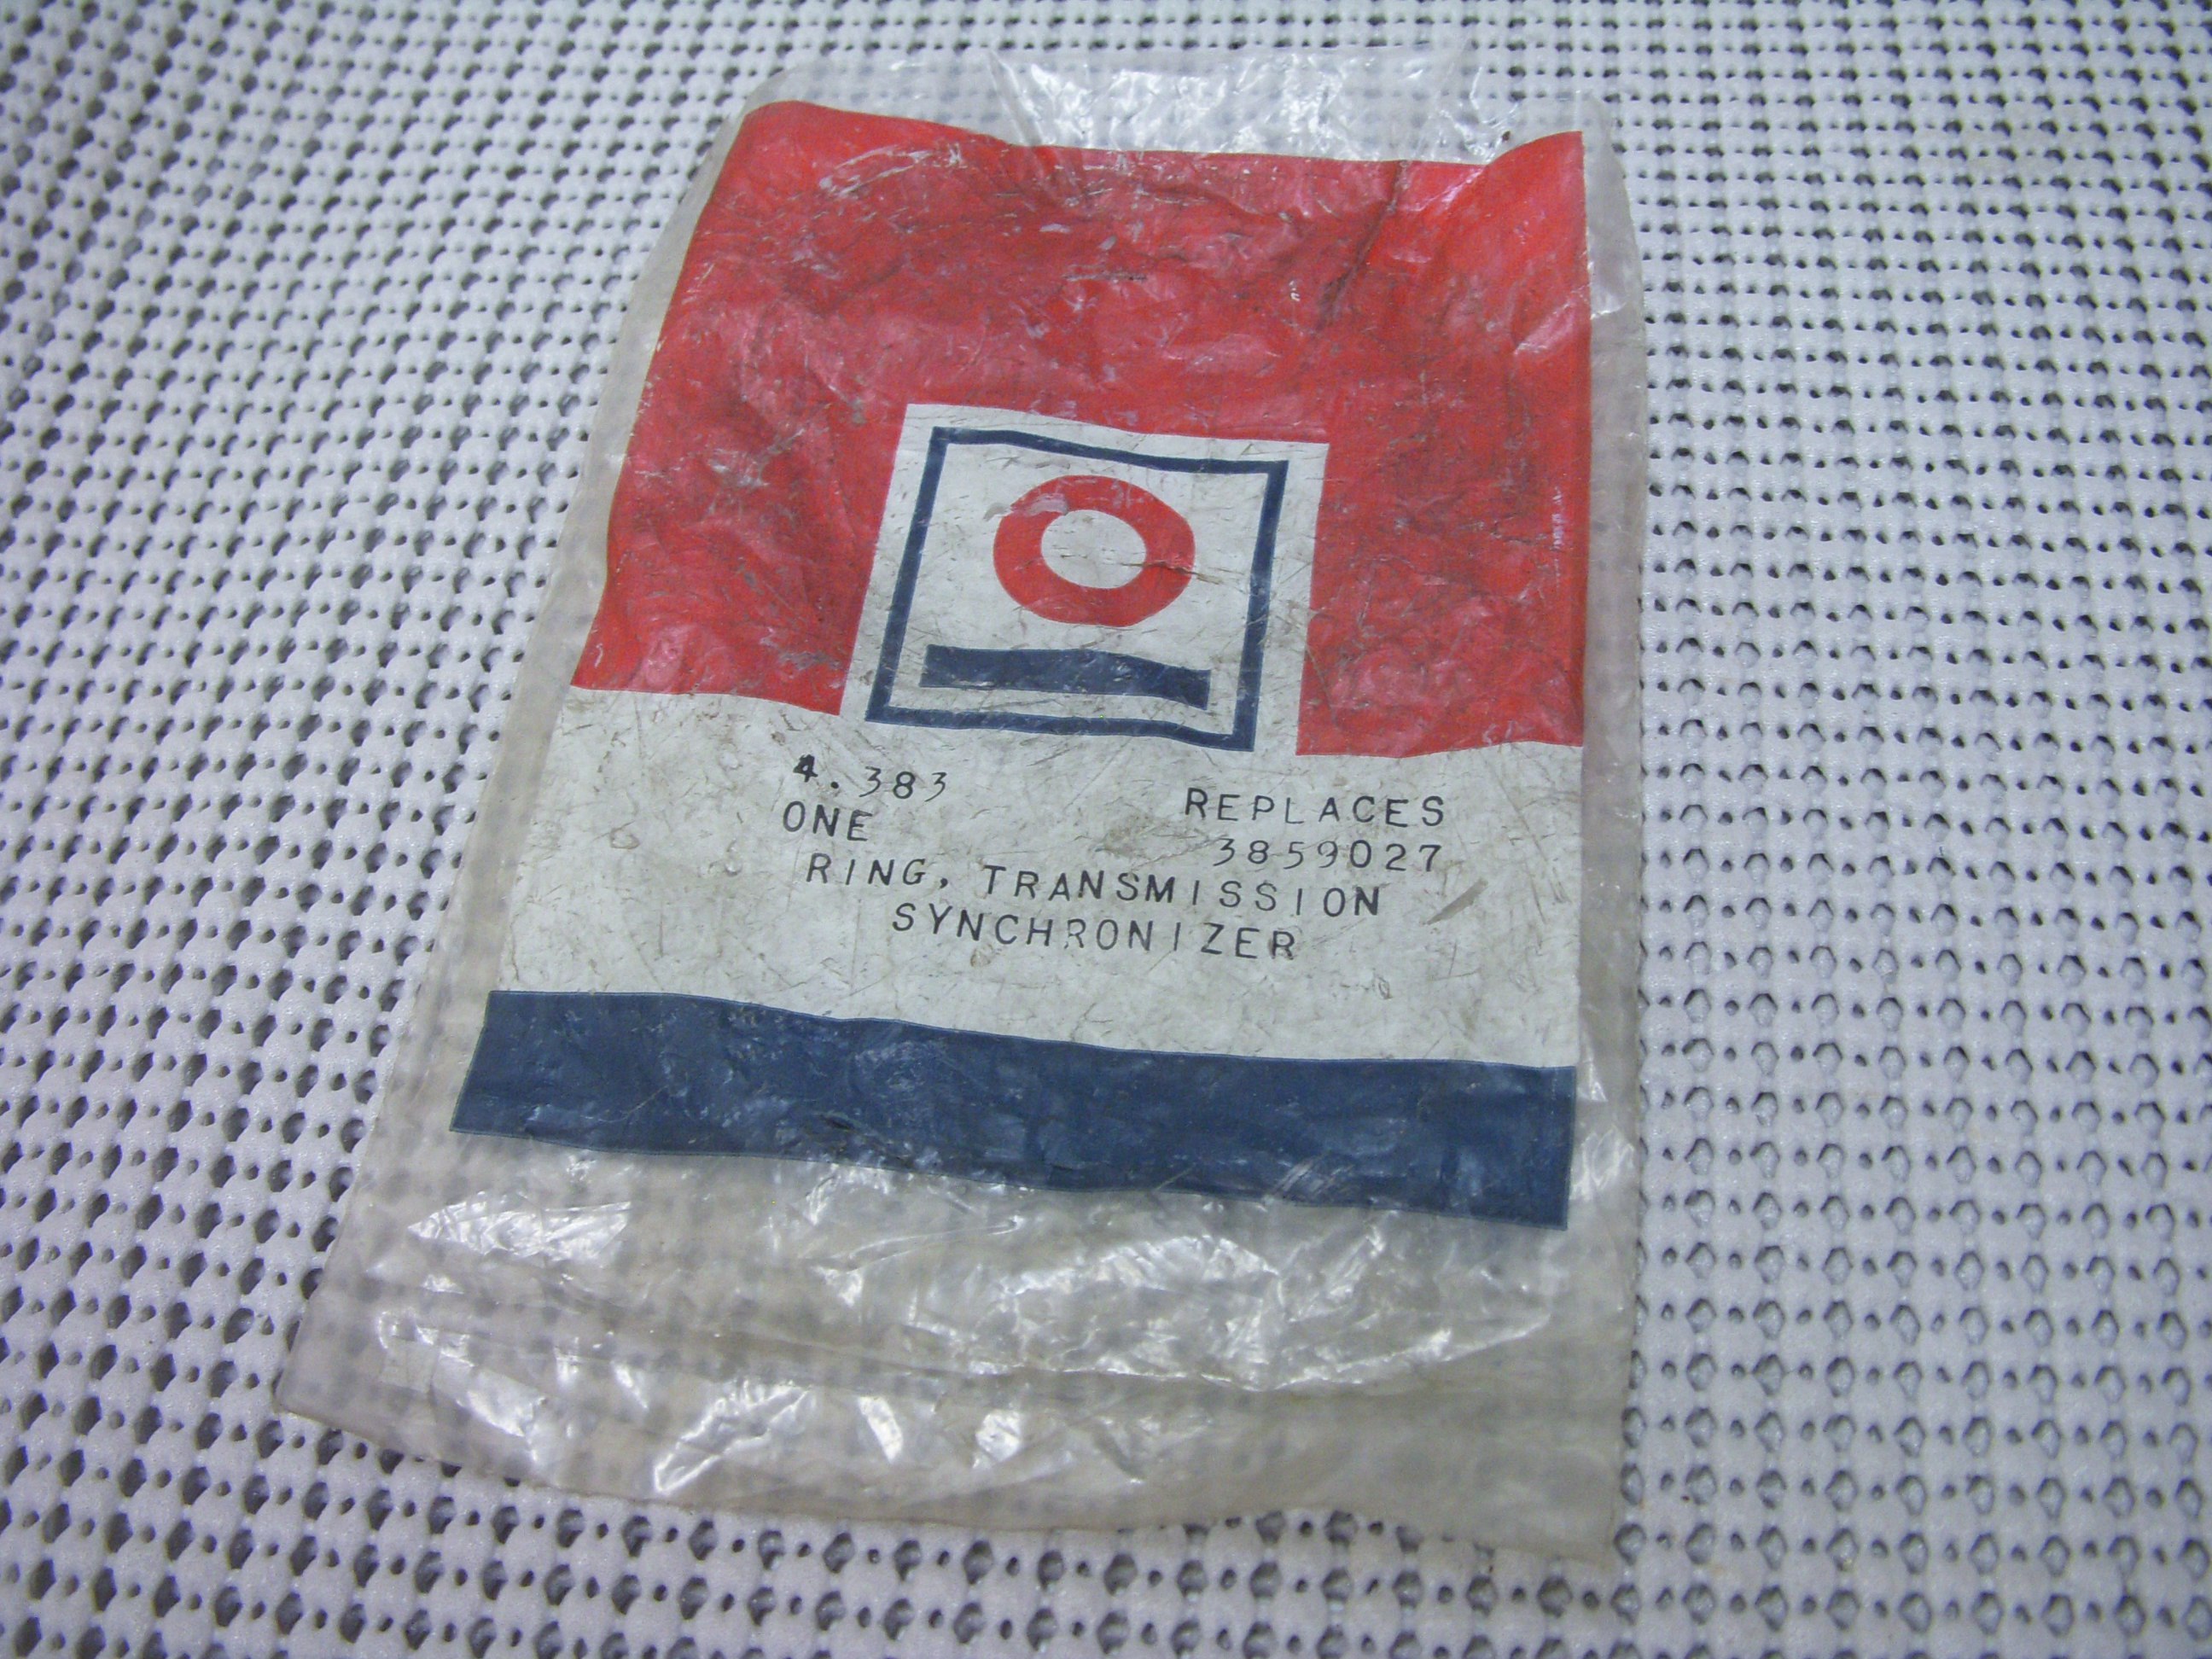 4.383
REPLACES
ONE
3859027
RING, TRANSMISSION
SYNCHRONIZER